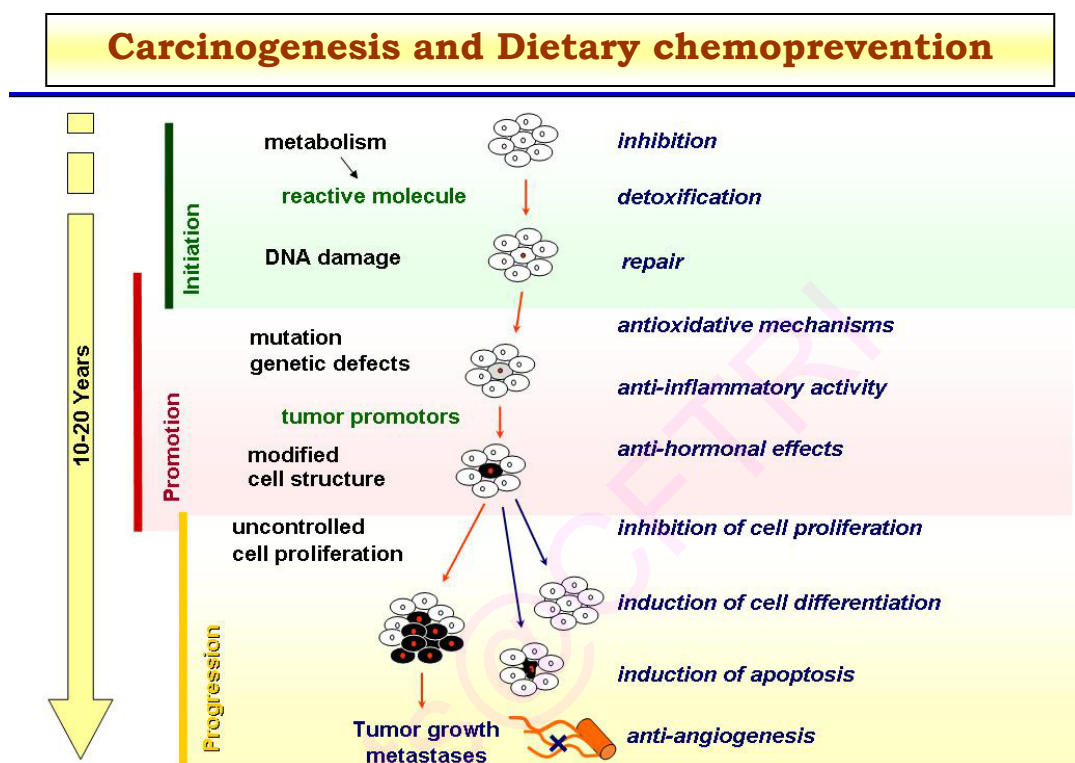 Carcinogenesis and Dietary chemoprevention
metabolism
inhibition
reactive molecule
detoxification
DNA damage
repair
Initiation
antioxidative mechanisms
mutation
genetic defects
anti-inflammatory activity
tumor promotors
anti-hormonal effects
modified
cell structure
Promotion
10-20 Years
uncontrolled
cell proliferation
inhibition of cell proliferation
induction of cell differentiation
induction of apoptosis
Progression
Tumor growth
metastases
anti-angiogenesis